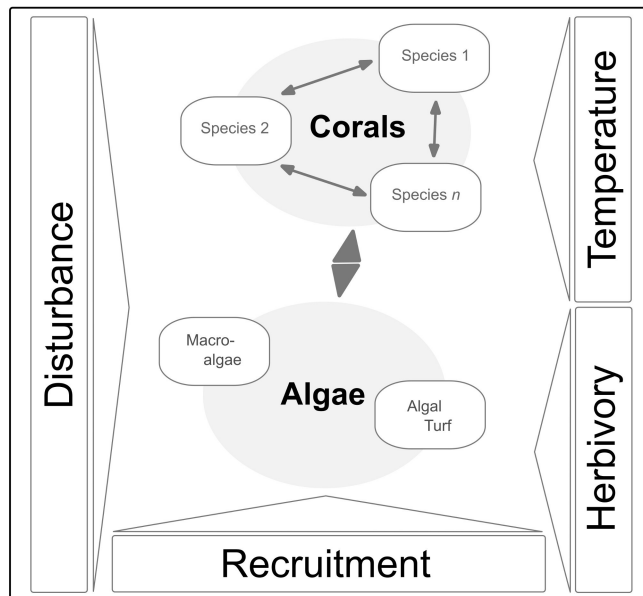 Disturbance
Species 1
Species 2
Corals
Species n
Temperature
Macro-
algae
Algae
Algal
Turf
Herbivory
Recruitment